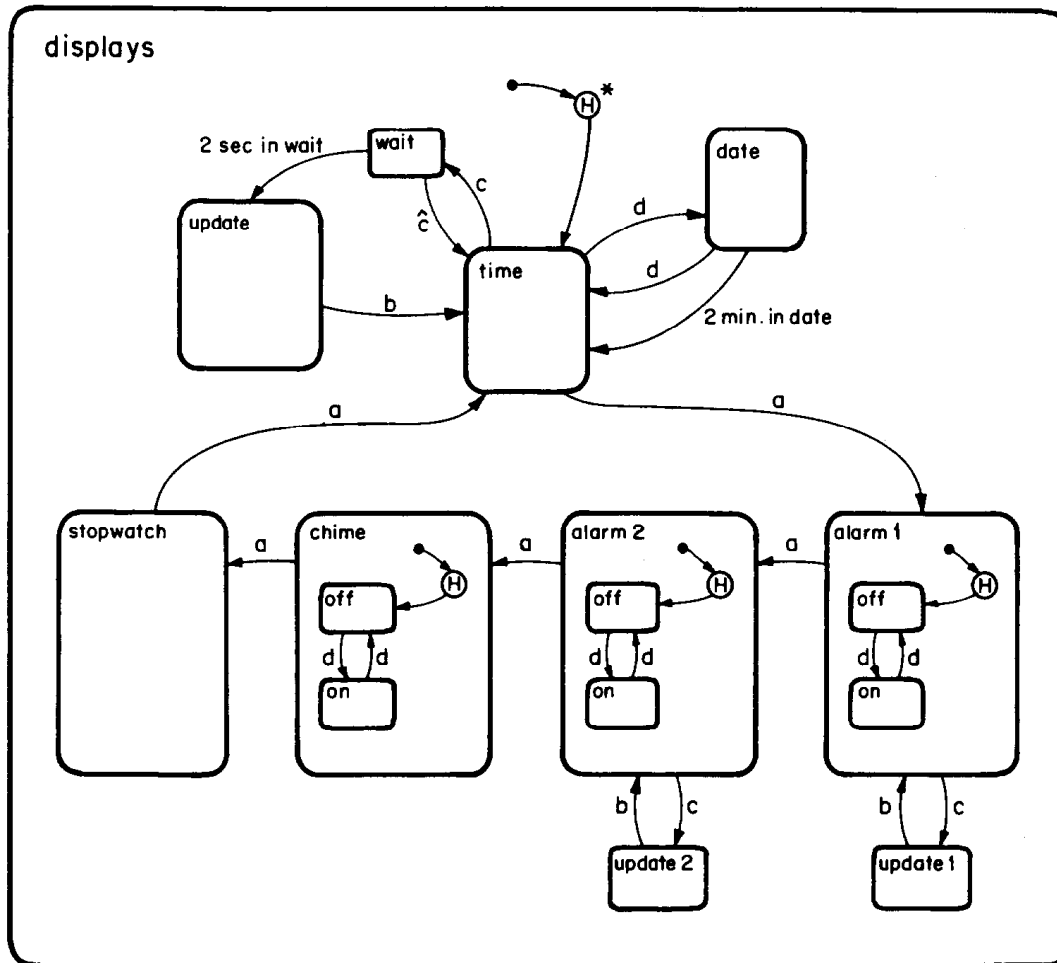 displays
H*
wait
2 sec in wait
date
c
ĉ
update
d
time
d
b
2 min. in date
a
a
stopwatch
chime
alarm 2
alarm 1
a
a
a
H
H
H
off
off
off
d
d
d
d
d
d
on
on
on
b
c
b
c
update 2
update 1